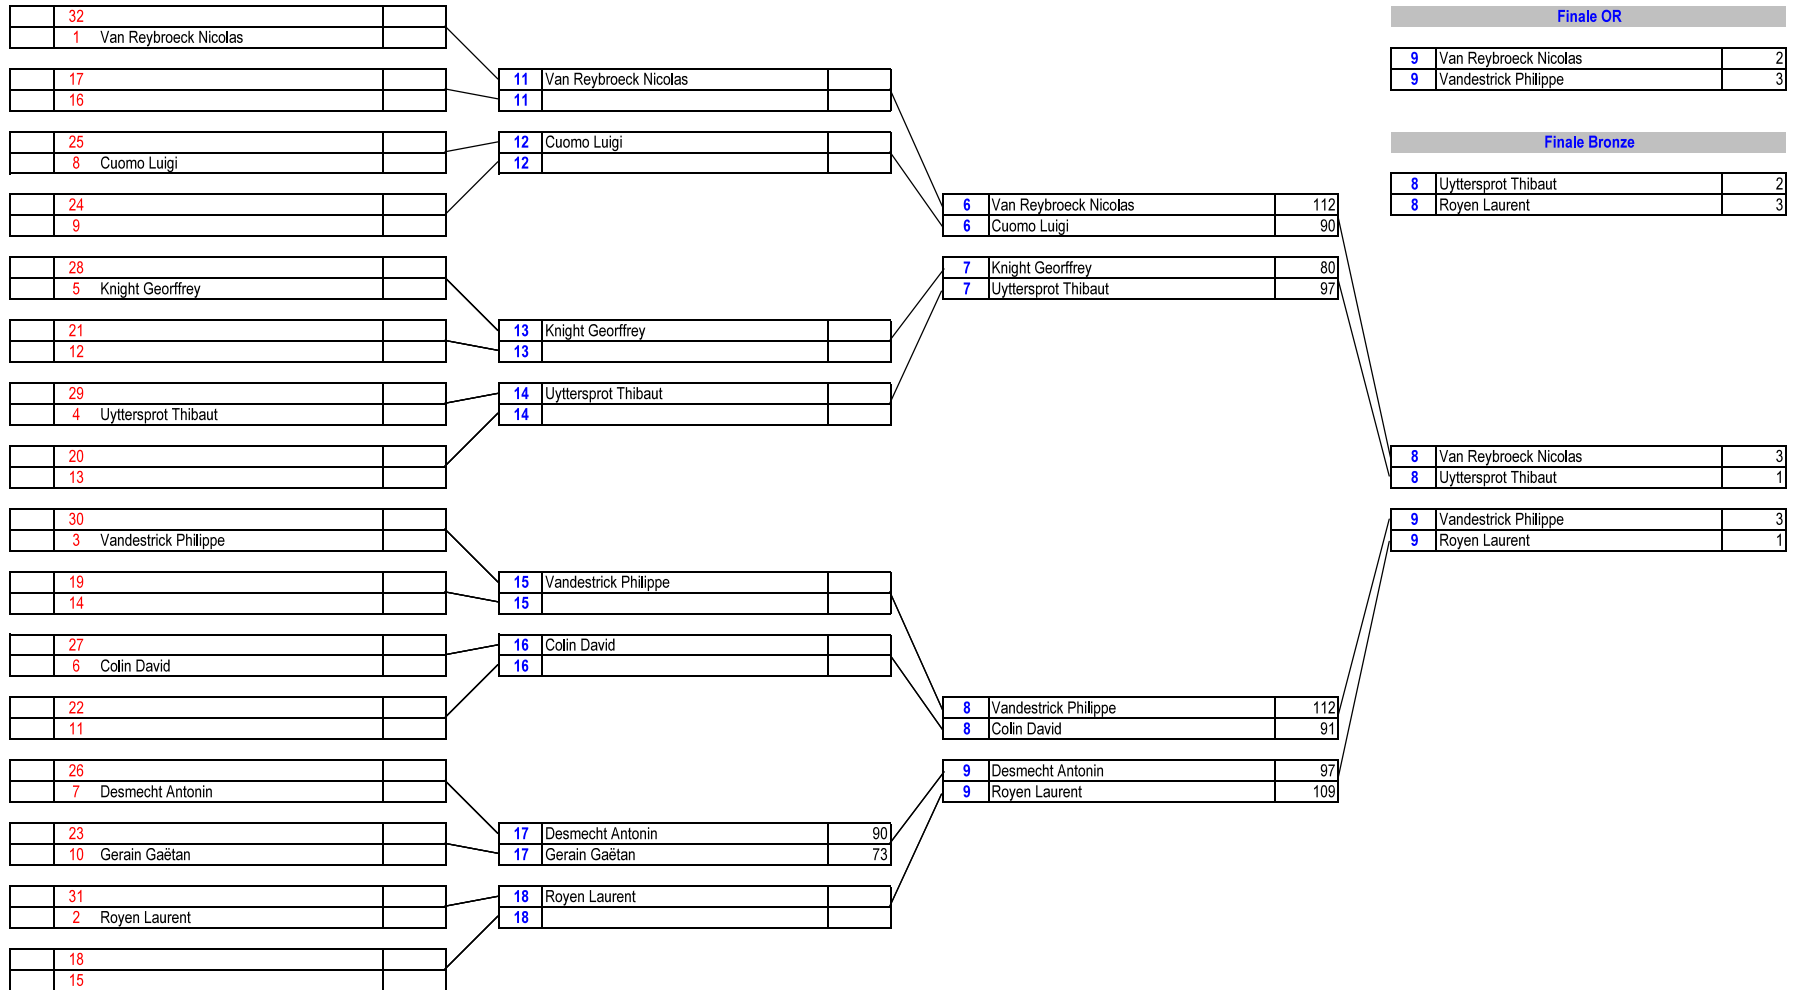 32
1 Van Reybroeck Nicolas
17
16
25
8 Cuomo Luigi
24
9
28
5 Knight Georffrey
21
12
29
4 Uyttersprot Thibaut
20
13
30
3 Vandestrick Philippe
19
14
27
6 Colin David
22
11
26
7 Desmecht Antonin
23
10 Gerain Gaëtan
31
2 Royen Laurent
18
15
11 Van Reybroeck Nicolas
11
12 Cuomo Luigi
12
13 Knight Georffrey
13
14 Uyttersprot Thibaut
14
15 Vandestrick Philippe
15
16 Colin David
16
17 Desmecht Antonin 90
17 Gerain Gaëtan 73
18 Royen Laurent
18
6 Van Reybroeck Nicolas 112
6 Cuomo Luigi 90
7 Knight Georffrey 80
7 Uyttersprot Thibaut 97
8 Vandestrick Philippe 112
8 Colin David 91
9 Desmecht Antonin 97
9 Royen Laurent 109
8 Van Reybroeck Nicolas 3
8 Uyttersprot Thibaut 1
9 Vandestrick Philippe 3
9 Royen Laurent 1
Finale OR
9 Van Reybroeck Nicolas 2
9 Vandestrick Philippe 3
Finale Bronze
8 Uyttersprot Thibaut 2
8 Royen Laurent 3